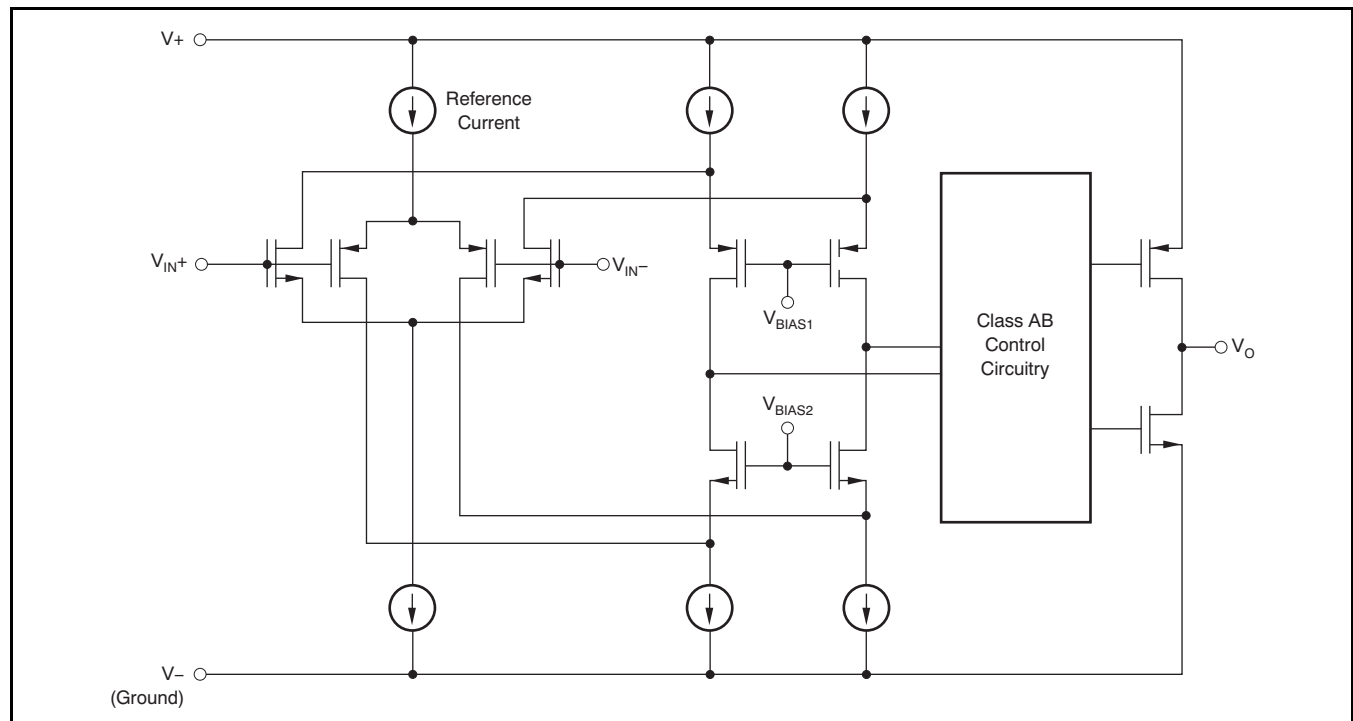 V+
Reference
Current
VIN+
VIN–
VBIAS1
Class AB
Control
Circuitry
VO
VBIAS2
V–
(Ground)